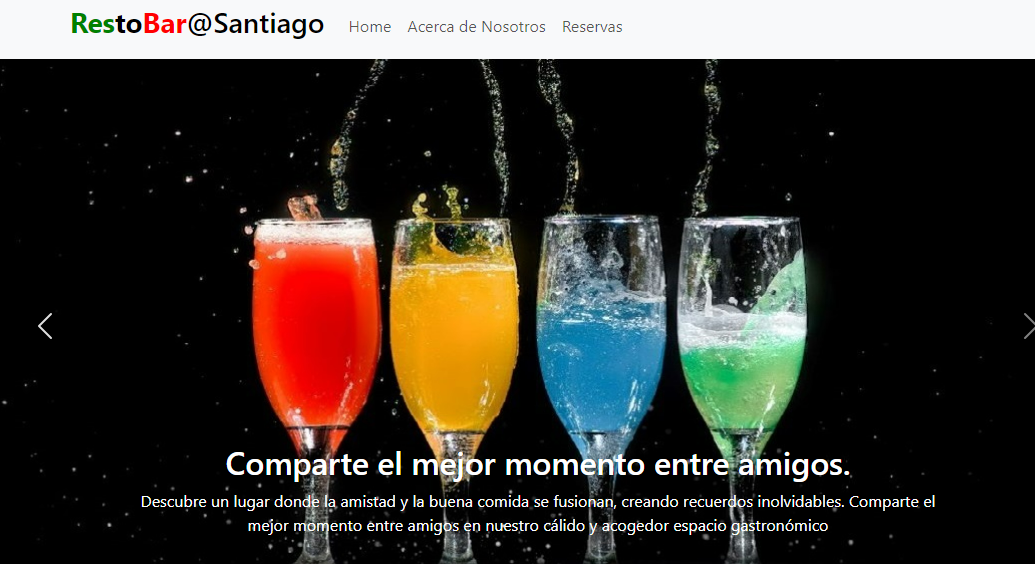 RestoBar@Santiago Home Acerca de Nosotros Reservas
Comparte el mejor momento entre amigos.
Descubre un lugar donde la amistad y la buena comida se fusionan, creando recuerdos inolvidables. Comparte el
mejor momento entre amigos en nuestro cálido y acogedor espacio gastronómico